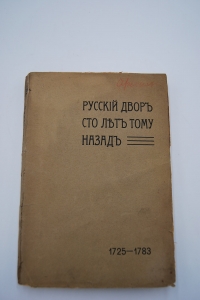 РУССКІЙ ДВОРЪ
СТО ЛѢТЪ ТОМУ
НАЗАДЪ
1725—1783